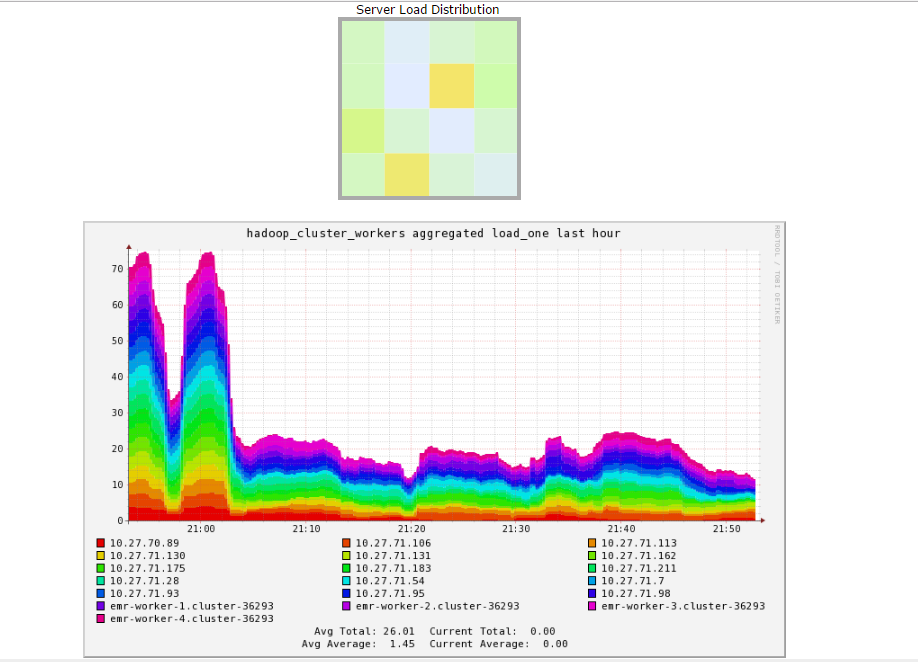 Server Load Distribution
hadoop_cluster_workers aggregated load_one last hour
RRDTOOL / TOBI OETIKER
70
60
50
40
30
20
10
0
21:00 21:10 21:20 21:30 21:40 21:50
10.27.70.89 10.27.71.106 10.27.71.113
10.27.71.130 10.27.71.131 10.27.71.162
10.27.71.175 10.27.71.183 10.27.71.211
10.27.71.28 10.27.71.54 10.27.71.7
10.27.71.93 10.27.71.95 10.27.71.98
emr-worker-1.cluster-36293 emr-worker-2.cluster-36293 emr-worker-3.cluster-36293
emr-worker-4.cluster-36293
Avg Total: 26.01 Current Total: 0.00
Avg Average: 1.45 Current Average: 0.00